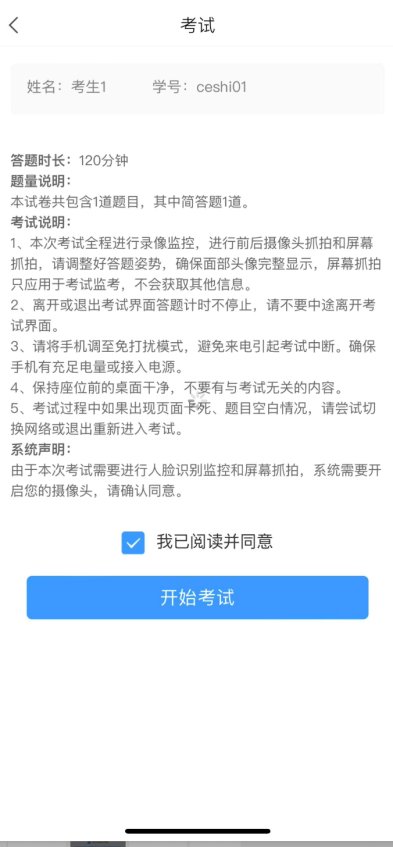 考试
姓名：考生1 学号：ceshi01
答题时长：120分钟
题量说明：
本试卷共包含1道题目，其中简答题1道。
考试说明：
1、本次考试全程进行录像监控，进行前后摄像头抓拍和屏幕
抓拍，请调整好答题姿势，确保面部头像完整显示，屏幕抓拍
只应用于考试监考，不会获取其他信息。
2、离开或退出考试界面答题计时不停止，请不要中途离开考
试界面。
3、请将手机调至免打扰模式，避免来电引起考试中断。确保
手机有充足电量或接入电源。
4、保持座位前的桌面干净，不要有与考试无关的内容。
5、考试过程中如果出现页面卡死、题目空白情况，请尝试切
换网络或退出重新进入考试。
系统声明：
由于本次考试需要进行人脸识别监控和屏幕抓拍，系统需要开
启您的摄像头，请确认同意。
我已阅读并同意
开始考试